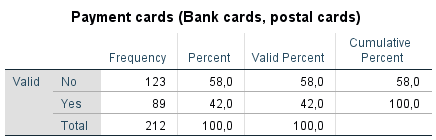 Payment cards (Bank cards, postal cards)
Frequency Percent Valid Percent Cumulative Percent
Valid No 123 58,0 58,0 58,0
Yes 89 42,0 42,0 100,0
Total 212 100,0 100,0